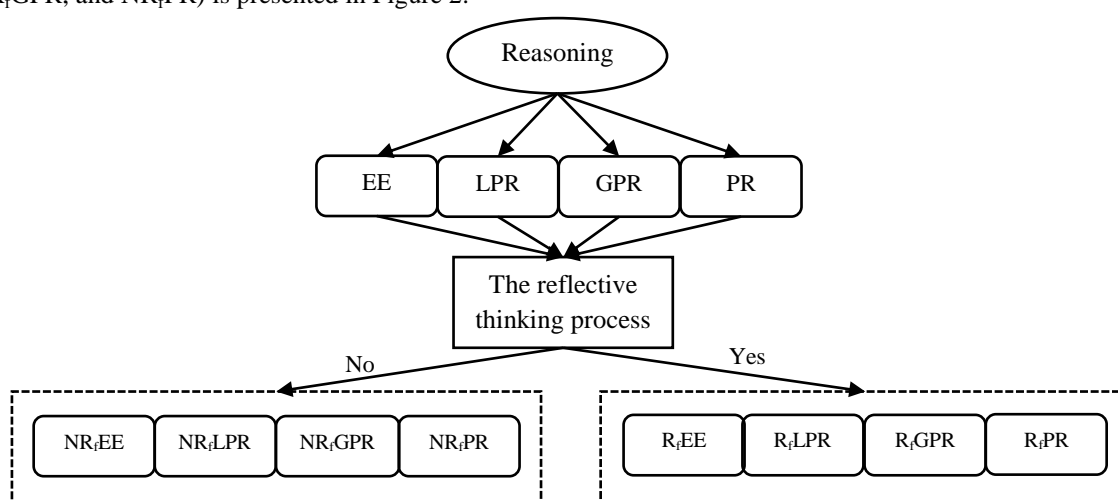 GPR, and NRfPR) is presented in Figure 2.
Reasoning
EE LPR GPR PR
The reflective
thinking process
No Yes
NRfEE NRfLPR NRfGPR NRfPR RfEE RfLPR RfGPR RfPR